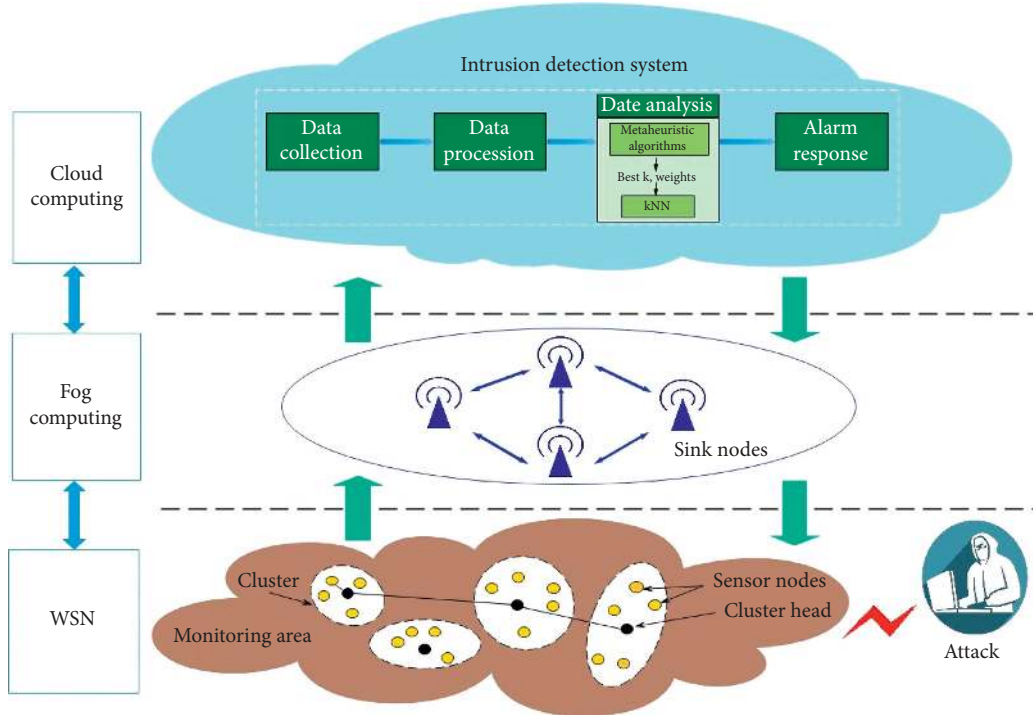 Intrusion detection system
Data
collection
Data
procession
Date analysis
Metaheuristic
algorithms
Best k, weights
kNN
Alarm
response
Cloud
computing
Fog
computing
Sink nodes
WSN
Cluster
Monitoring area
Sensor nodes
Cluster head
Attack